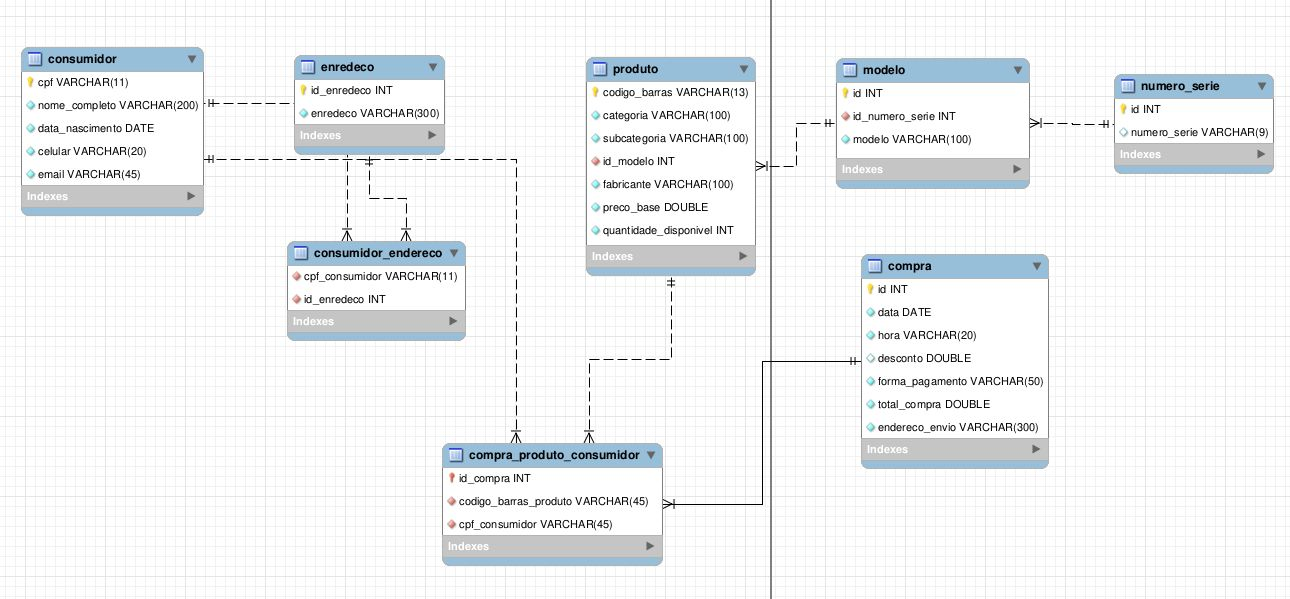 consumidor
cpf VARCHAR(11)
nome_completo VARCHAR(200)
data_nascimento DATE
celular VARCHAR(20)
email VARCHAR(45)
Indexes
enredeco
id_enredeco INT
enredeco VARCHAR(300)
Indexes
consumidor_endereco
cpf_consumidor VARCHAR(11)
id_enredeco INT
Indexes
produto
codigo_barras VARCHAR(13)
categoria VARCHAR(100)
subcategoria VARCHAR(100)
id_modelo INT
fabricante VARCHAR(100)
preco_base DOUBLE
quantidade_disponivel INT
Indexes
modelo
id INT
id_numero_serie INT
modelo VARCHAR(100)
Indexes
numero_serie
id INT
numero_serie VARCHAR(9)
Indexes
compra
id INT
data DATE
hora VARCHAR(20)
desconto DOUBLE
forma_pagamento VARCHAR(50)
total_compra DOUBLE
endereco_envio VARCHAR(300)
Indexes
compra_produto_consumidor
id_compra INT
codigo_barras_produto VARCHAR(45)
cpf_consumidor VARCHAR(45)
Indexes